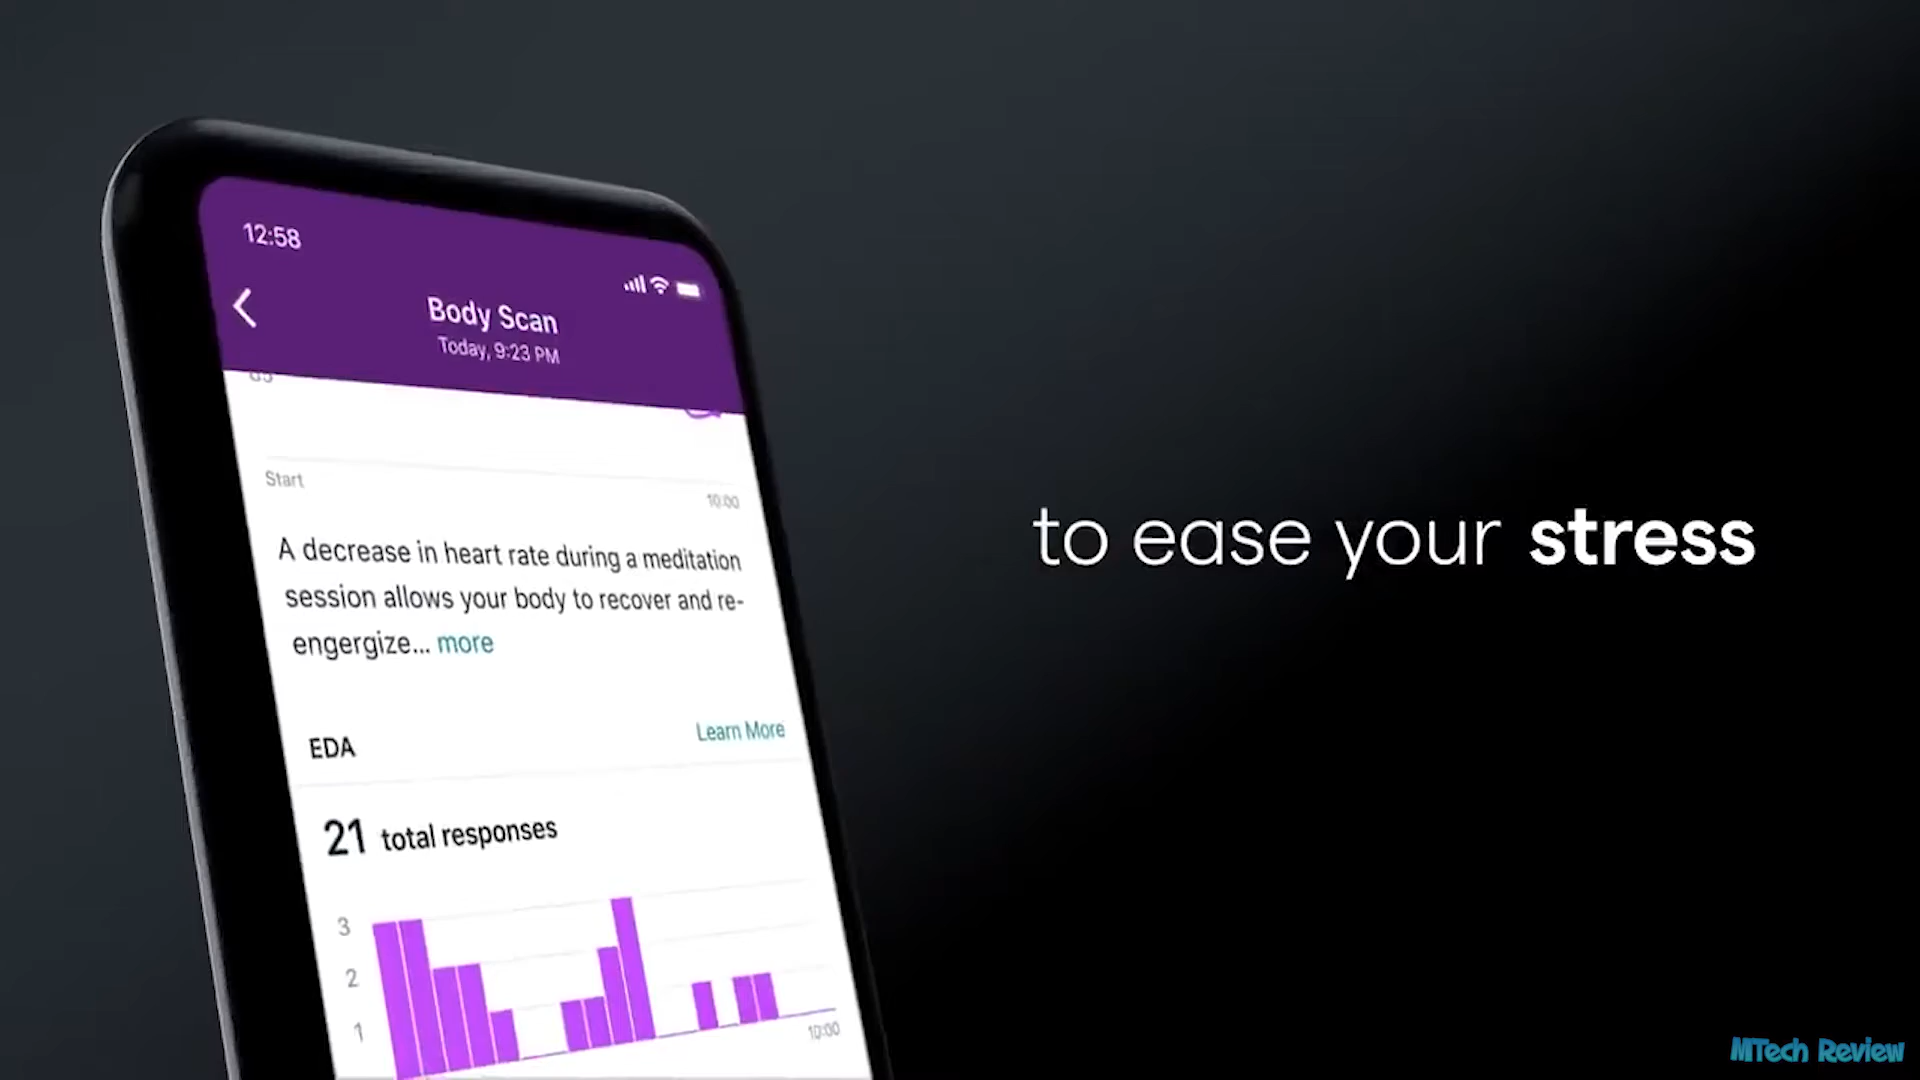 12:58
Body Scan
Today, 9:23 PM
Start
10:00
A decrease in heart rate during a meditation
session allows your body to recover and re-
engergize... more
EDA
Learn More
21 total responses
3
2
1
10:00
to ease your stress
MTech Review